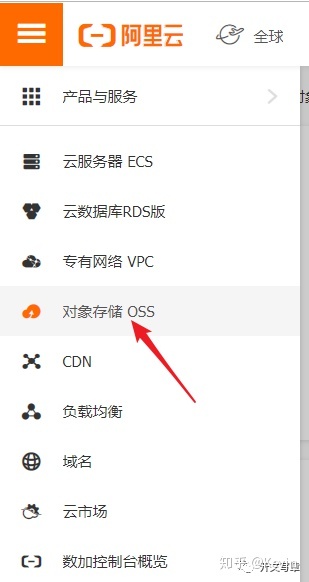 阿里云 全球
产品与服务
云服务器 ECS
云数据库RDS版
专有网络 VPC
对象存储 OSS
CDN
负载均衡
域名
云市场
数加控制台概览
知乎